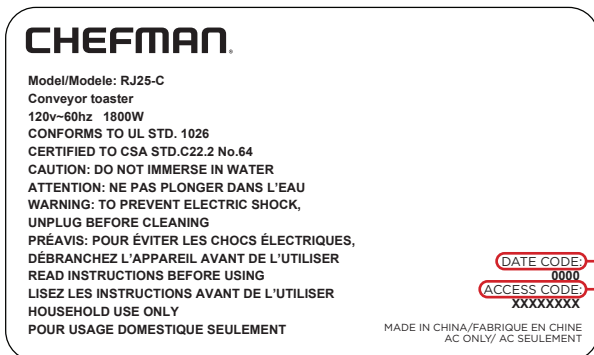 CHEFMAN®
Model/Modele: RJ25-C
Conveyor toaster
120v~60hz 1800W
CONFORMS TO UL STD. 1026
CERTIFIED TO CSA STD.C22.2 No.64
CAUTION: DO NOT IMMERSE IN WATER
ATTENTION: NE PAS PLONGER DANS L'EAU
WARNING: TO PREVENT ELECTRIC SHOCK,
UNPLUG BEFORE CLEANING
PRÉAVIS: POUR ÉVITER LES CHOCS ÉLECTRIQUES,
DÉBRANCHEZ L'APPAREIL AVANT DE L'UTILISER
READ INSTRUCTIONS BEFORE USING
LISEZ LES INSTRUCTIONS AVANT DE L'UTILISER
HOUSEHOLD USE ONLY
POUR USAGE DOMESTIQUE SEULEMENT
DATE CODE:
0000
ACCESS CODE:
XXXXXXXX
MADE IN CHINA/FABRIQUE EN CHINE
AC ONLY/ AC SEULEMENT